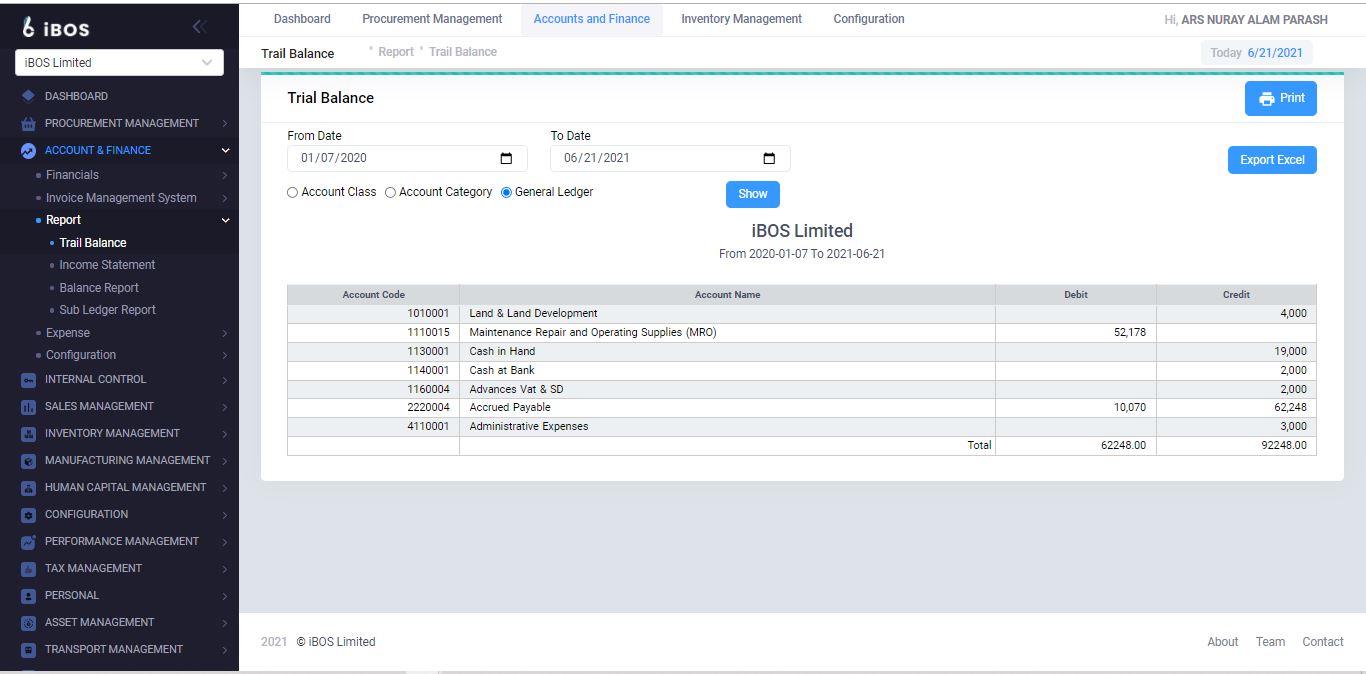 iBOS
Dashboard Procurement Management Accounts and Finance Inventory Management Configuration
Hi, ARS NURAY ALAM PARASH
iBOS Limited
Trail Balance • Report • Trail Balance
Today 6/21/2021
DASHBOARD
PROCUREMENT MANAGEMENT
ACCOUNT & FINANCE
Financials
Invoice Management System
Report
Trail Balance
Income Statement
Balance Report
Sub Ledger Report
Expense
Configuration
INTERNAL CONTROL
SALES MANAGEMENT
INVENTORY MANAGEMENT
MANUFACTURING MANAGEMENT
HUMAN CAPITAL MANAGEMENT
CONFIGURATION
PERFORMANCE MANAGEMENT
TAX MANAGEMENT
PERSONAL
ASSET MANAGEMENT
TRANSPORT MANAGEMENT
Trial Balance
Print
From Date To Date
01/07/2020 06/21/2021
Export Excel
Account Class Account Category General Ledger
Show
iBOS Limited
From 2020-01-07 To 2021-06-21
Account Code Account Name Debit Credit
1010001 Land & Land Development 4,000
1110015 Maintenance Repair and Operating Supplies (MRO) 52,178
1130001 Cash in Hand 19,000
1140001 Cash at Bank 2,000
1160004 Advances Vat & SD 2,000
2220004 Accrued Payable 10,070 62,248
4110001 Administrative Expenses 3,000
Total 62248.00 92248.00
2021 © iBOS Limited
About Team Contact